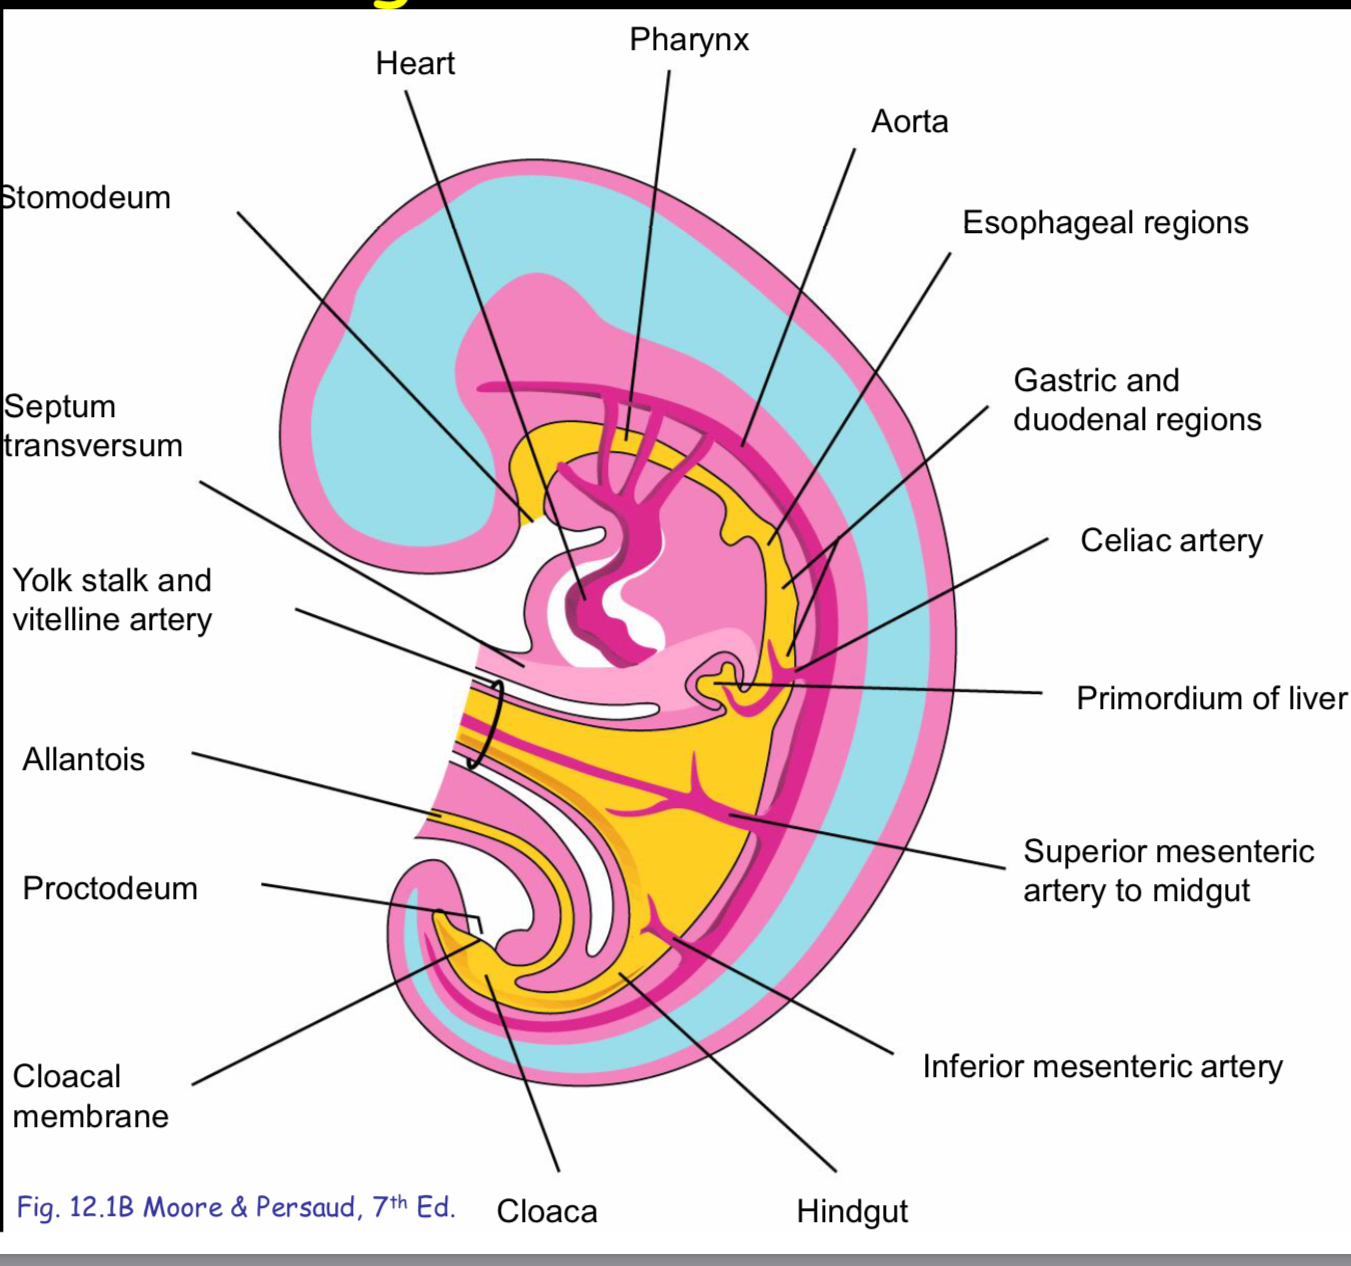 Pharynx
Heart
Aorta
Stomodeum
Esophageal regions
Gastric and
duodenal regions
Septum
transversum
Celiac artery
Yolk stalk and
vitelline artery
Primordium of liver
Allantois
Superior mesenteric
artery to midgut
Proctodeum
Inferior mesenteric artery
Cloacal
membrane
Fig. 12.1B Moore & Persaud, 7th Ed.
Cloaca
Hindgut